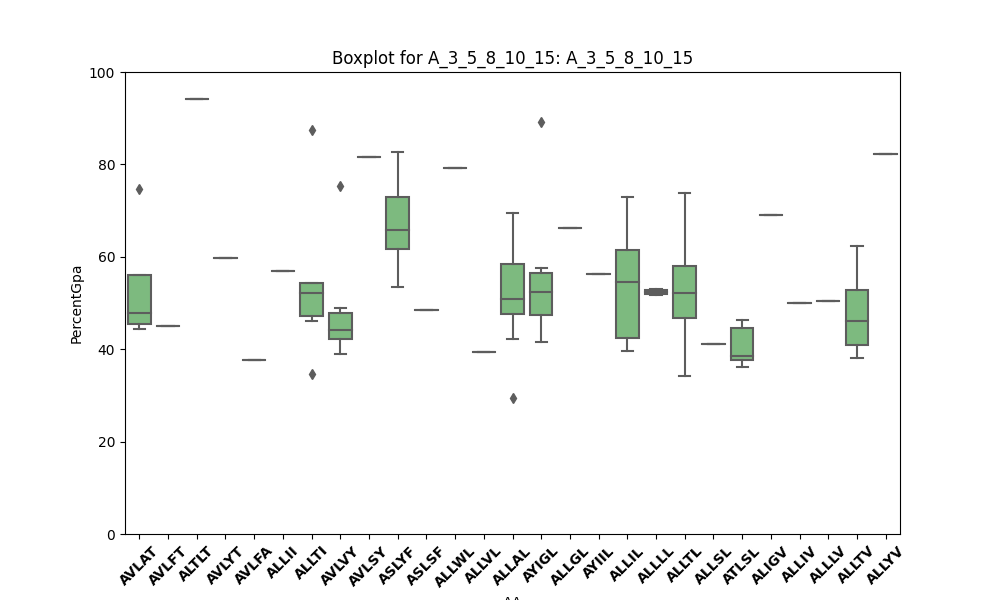 Boxplot for A_3_5_8_10_15: A_3_5_8_10_15
PercentGpa
100
80
60
40
20
0
AVLAT
AVLFT
ALTLT
AVLYT
AVLFA
ALLII
ALLTI
AVLVY
AVLSY
ASLYF
ASLSF
ALLWL
ALLVL
ALLAL
AYIGL
ALLGL
AYIIL
ALLIL
ALLLL
ALLTL
ALLSL
ATLSL
ALIGV
ALLIV
ALLLV
ALLTV
ALLYV
AA